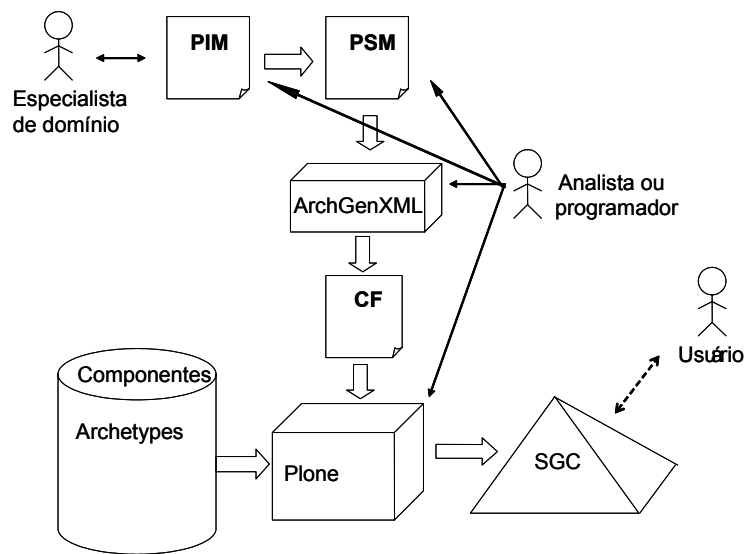 PIM
PSM
Especialista
de domínio
ArchGenXML
Analista ou
programador
CF
Usuário
Componentes
Archetypes
Plone
SGC